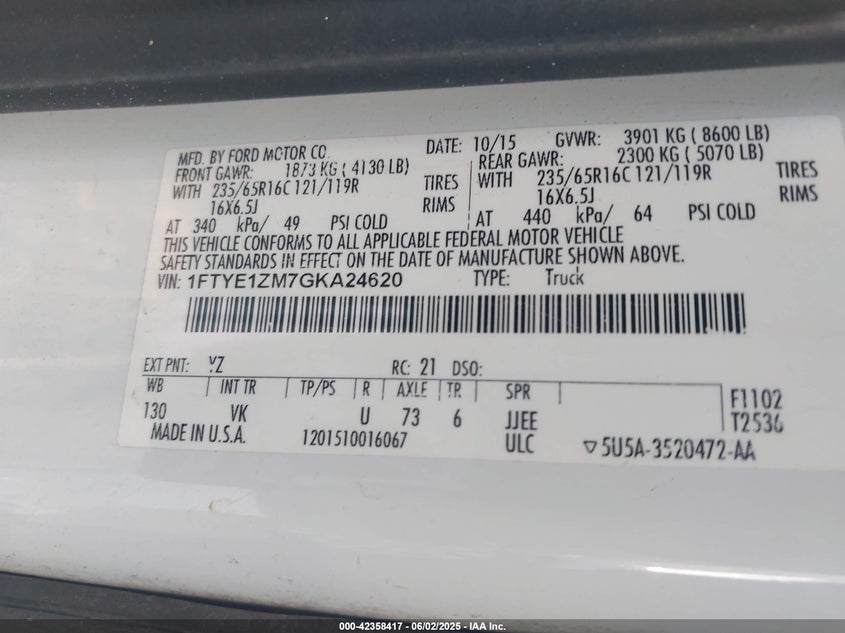 MFD. BY FORD MOTOR CO. DATE: 10/15 GVWR: 3901 KG ( 8600 LB)
FRONT GAWR: 1873 KG ( 4130 LB) REAR GAWR: 2300 KG ( 5070 LB)
WITH 235/65R16C 121/119R TIRES WITH 235/65R16C 121/119R TIRES
16X6.5J RIMS 16X6.5J RIMS
AT 340 kPa/ 49 PSI COLD AT 440 kPa/ 64 PSI COLD
THIS VEHICLE CONFORMS TO ALL APPLICABLE FEDERAL MOTOR VEHICLE
SAFETY STANDARDS IN EFFECT ON THE DATE OF MANUFACTURE SHOWN ABOVE.
VIN: 1FTYE1ZM7GKA24620 TYPE: Truck
EXT PNT: YZ RC: 21 DSO:
WB INT TR TP/PS R AXLE TR SPR F1102
130 VK U 73 6 JJEE T2536
MADE IN U.S.A. 1201510016067 ULC ▽5U5A-3520472-AA
000-42358417 - 06/02/2025 - IAA, Inc.